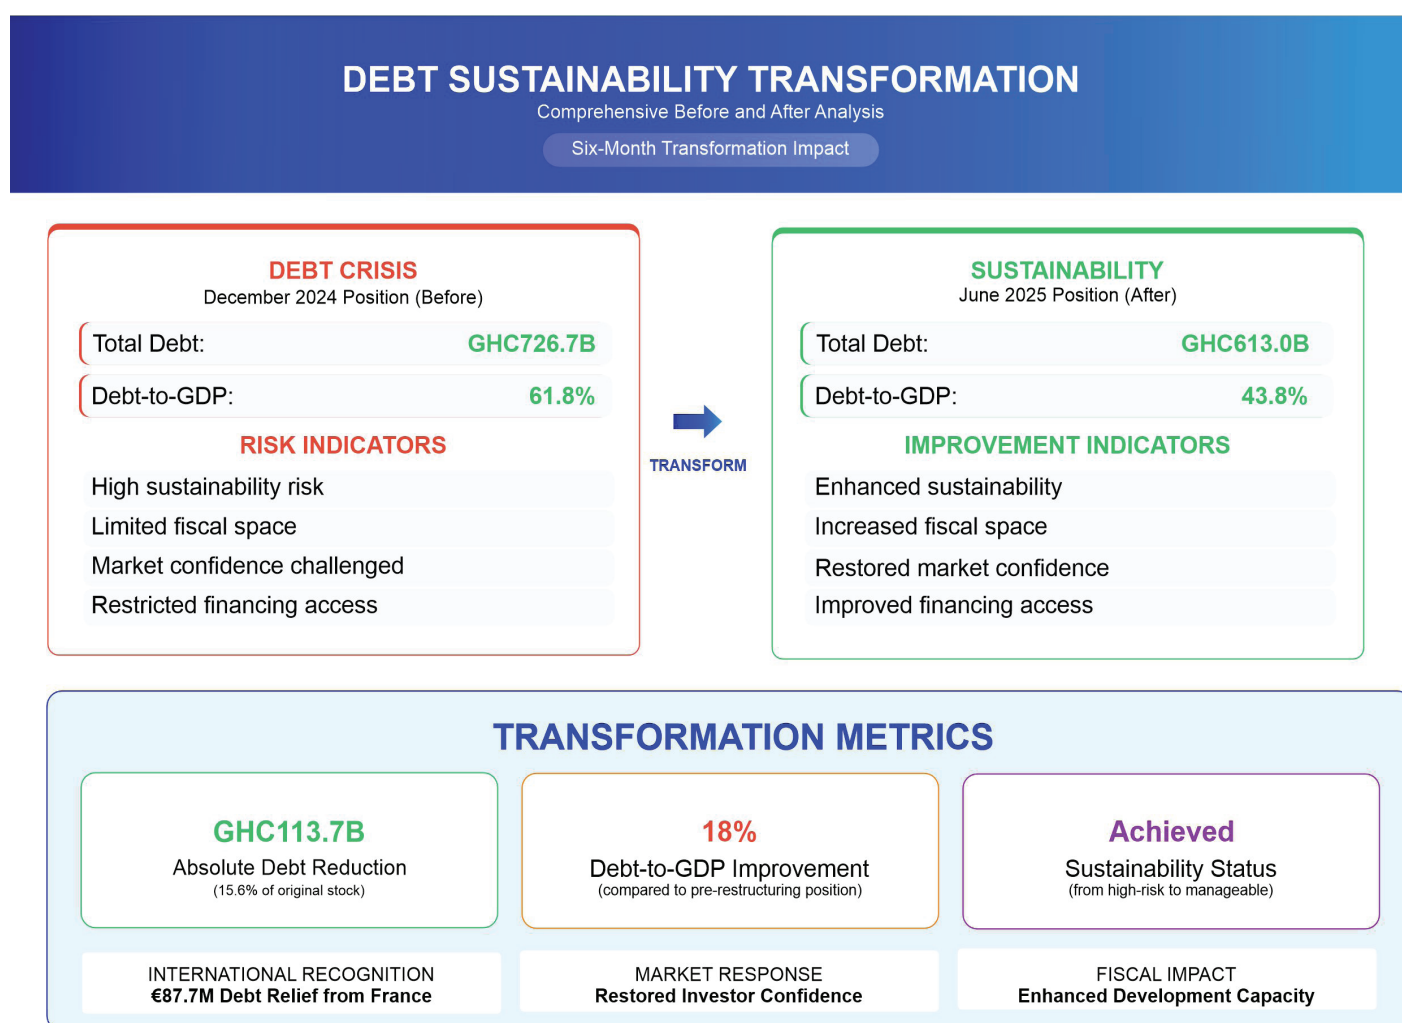 DEBT SUSTAINABILITY TRANSFORMATION
Comprehensive Before and After Analysis
Six-Month Transformation Impact
DEBT CRISIS
December 2024 Position (Before)
Total Debt: GHC726.7B
Debt-to-GDP: 61.8%
RISK INDICATORS
High sustainability risk
Limited fiscal space
Market confidence challenged
Restricted financing access
TRANSFORM
SUSTAINABILITY
June 2025 Position (After)
Total Debt: GHC613.0B
Debt-to-GDP: 43.8%
IMPROVEMENT INDICATORS
Enhanced sustainability
Increased fiscal space
Restored market confidence
Improved financing access
TRANSFORMATION METRICS
GHC113.7B
Absolute Debt Reduction
(15.6% of original stock)
18%
Debt-to-GDP Improvement
(compared to pre-restructuring position)
Achieved
Sustainability Status
(from high-risk to manageable)
INTERNATIONAL RECOGNITION
€87.7M Debt Relief from France
MARKET RESPONSE
Restored Investor Confidence
FISCAL IMPACT
Enhanced Development Capacity